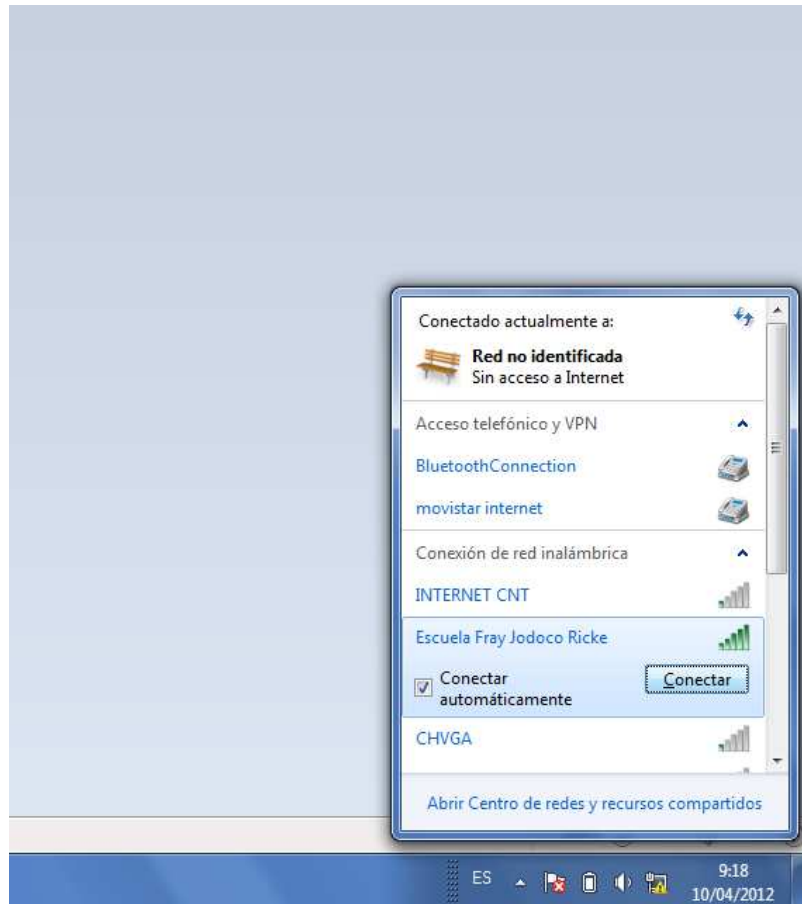 Conectado actualmente a:
Red no identificada
Sin acceso a Internet
Acceso telefónico y VPN
BluetoothConnection
movistar internet
Conexión de red inalámbrica
INTERNET CNT
Escuela Fray Jodoco Ricke
Conectar
automáticamente
Conectar
CHVGA
Abrir Centro de redes y recursos compartidos
ES
9:18
10/04/2012